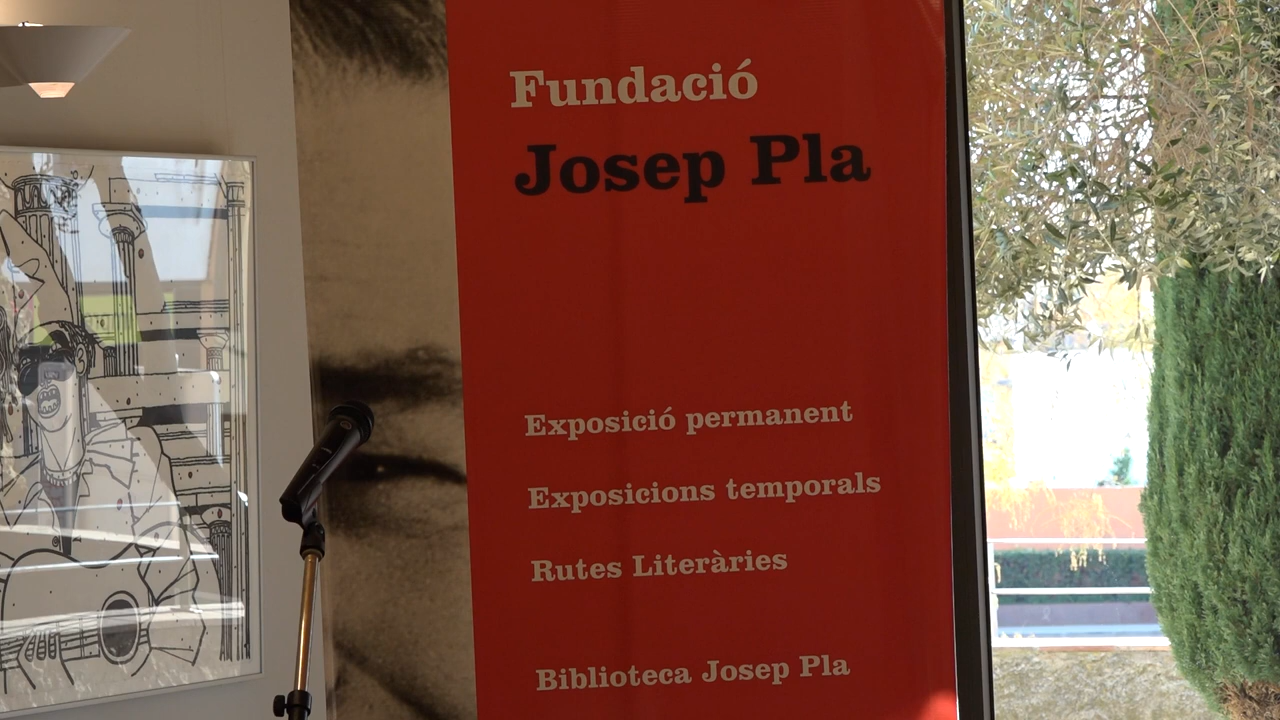 Fundació
Josep Pla
Exposició permanent
Exposicions temporals
Rutes Literàries
Biblioteca Josep Pla